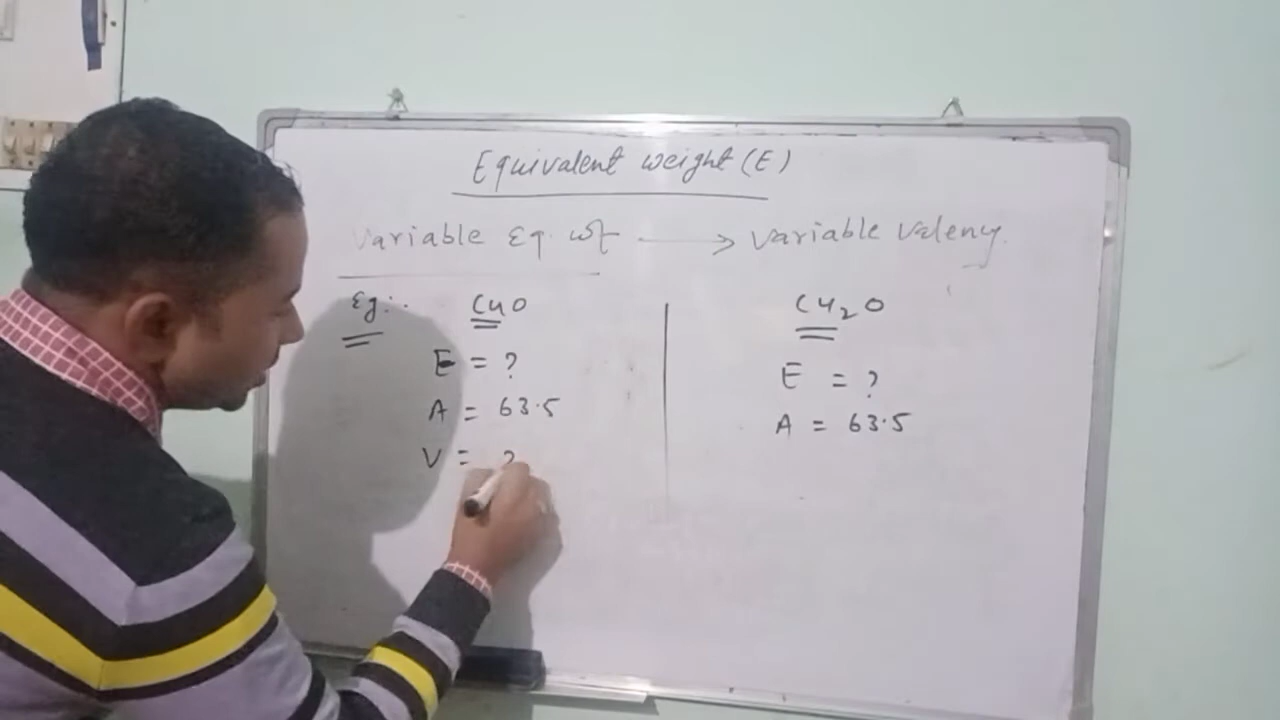 Equivalent weight (E)
Variable Eq. wt → Variable Valency.
Eg:. CuO
E = ?
A = 63.5
V = ?
Cu₂O
E = ?
A = 63.5